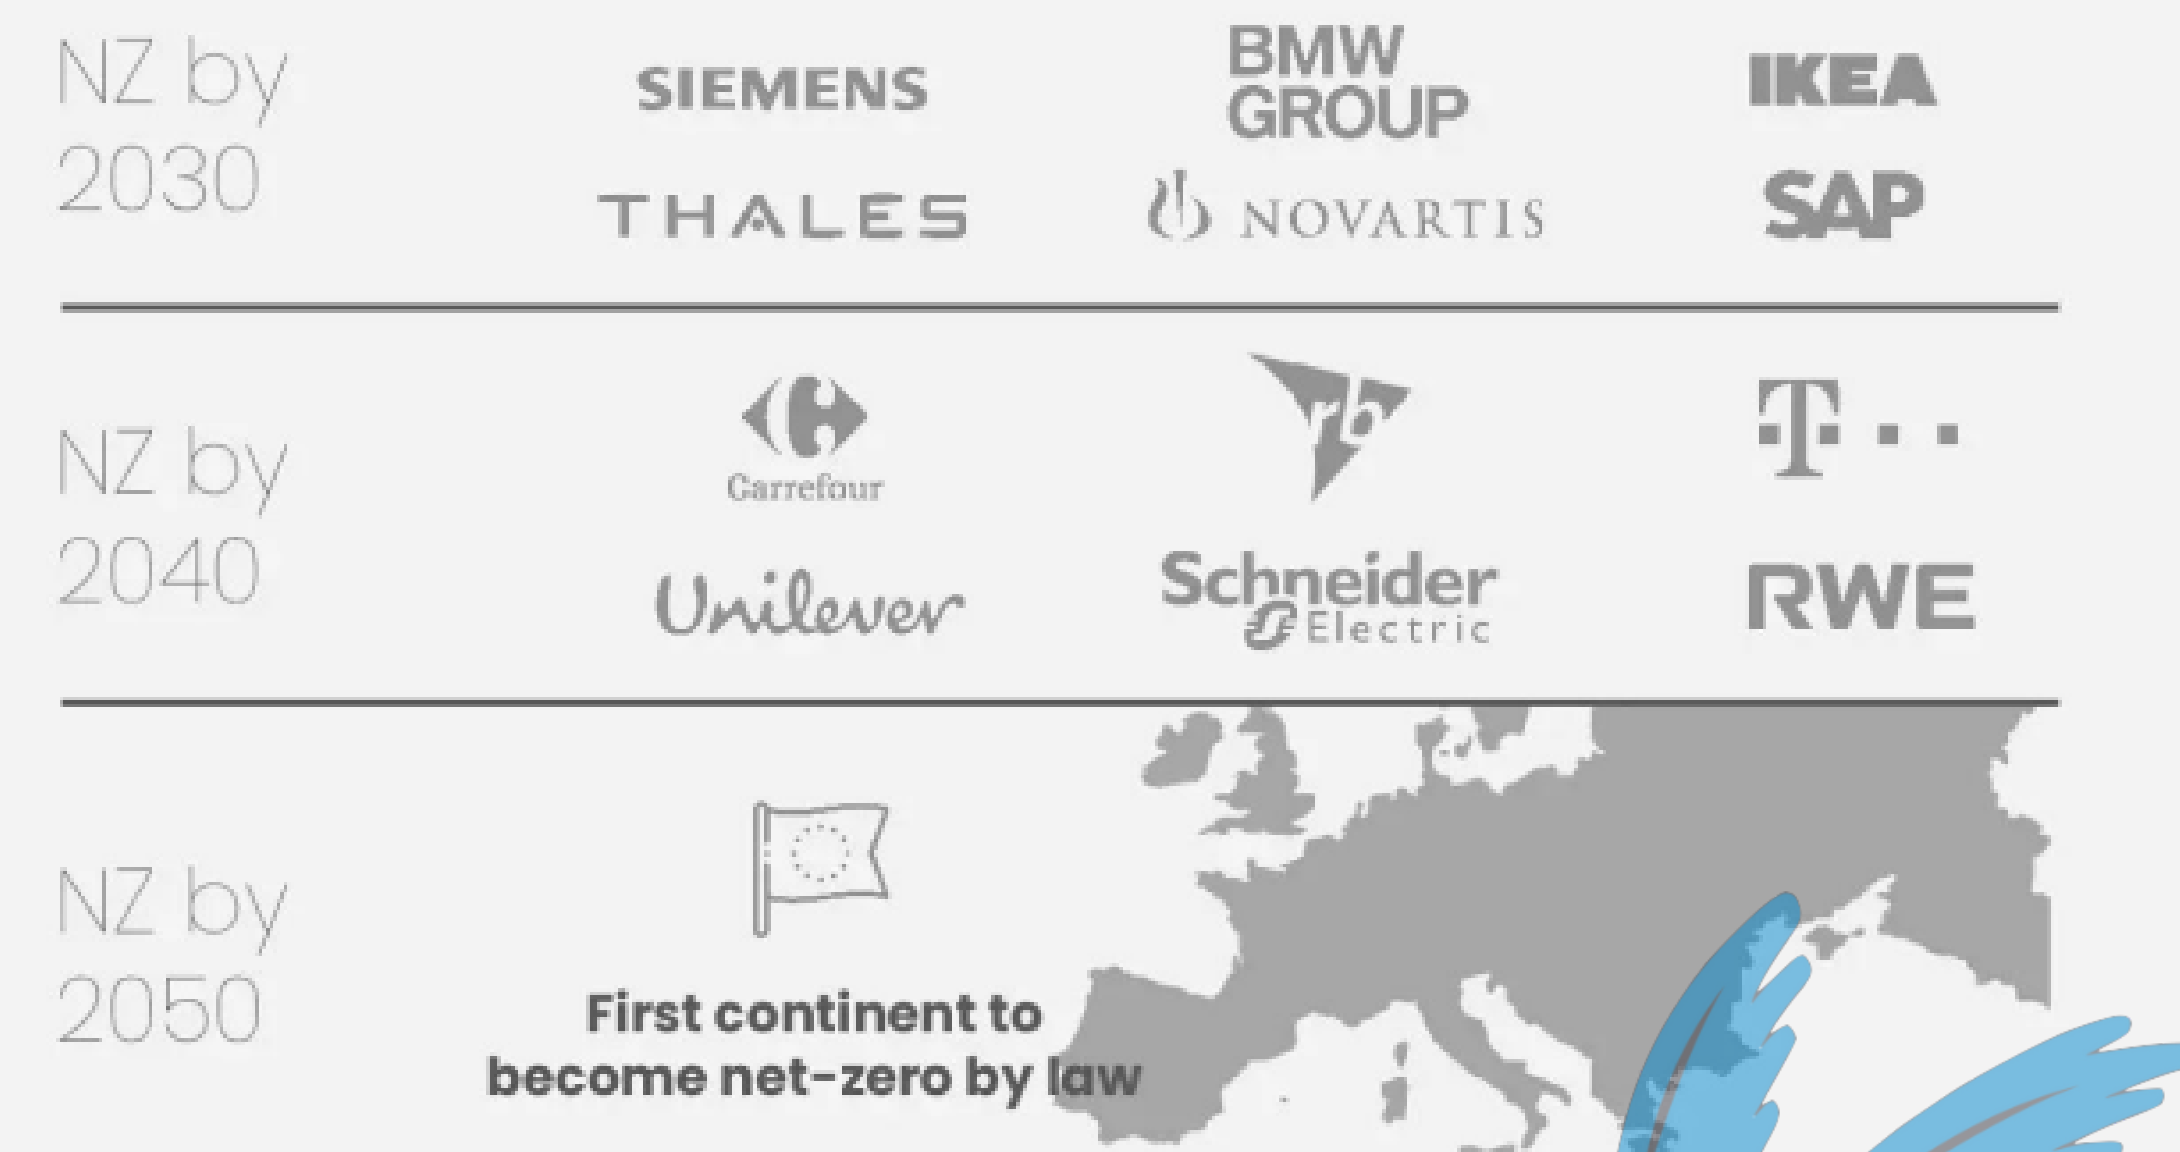 NZ by
2030
SIEMENS
BMW
GROUP
IKEA
THALES
NOVARTIS
SAP
NZ by
2040
Carrefour
rb
T
Unilever
Schneider
Electric
RWE
NZ by
2050
First continent to
become net-zero by law